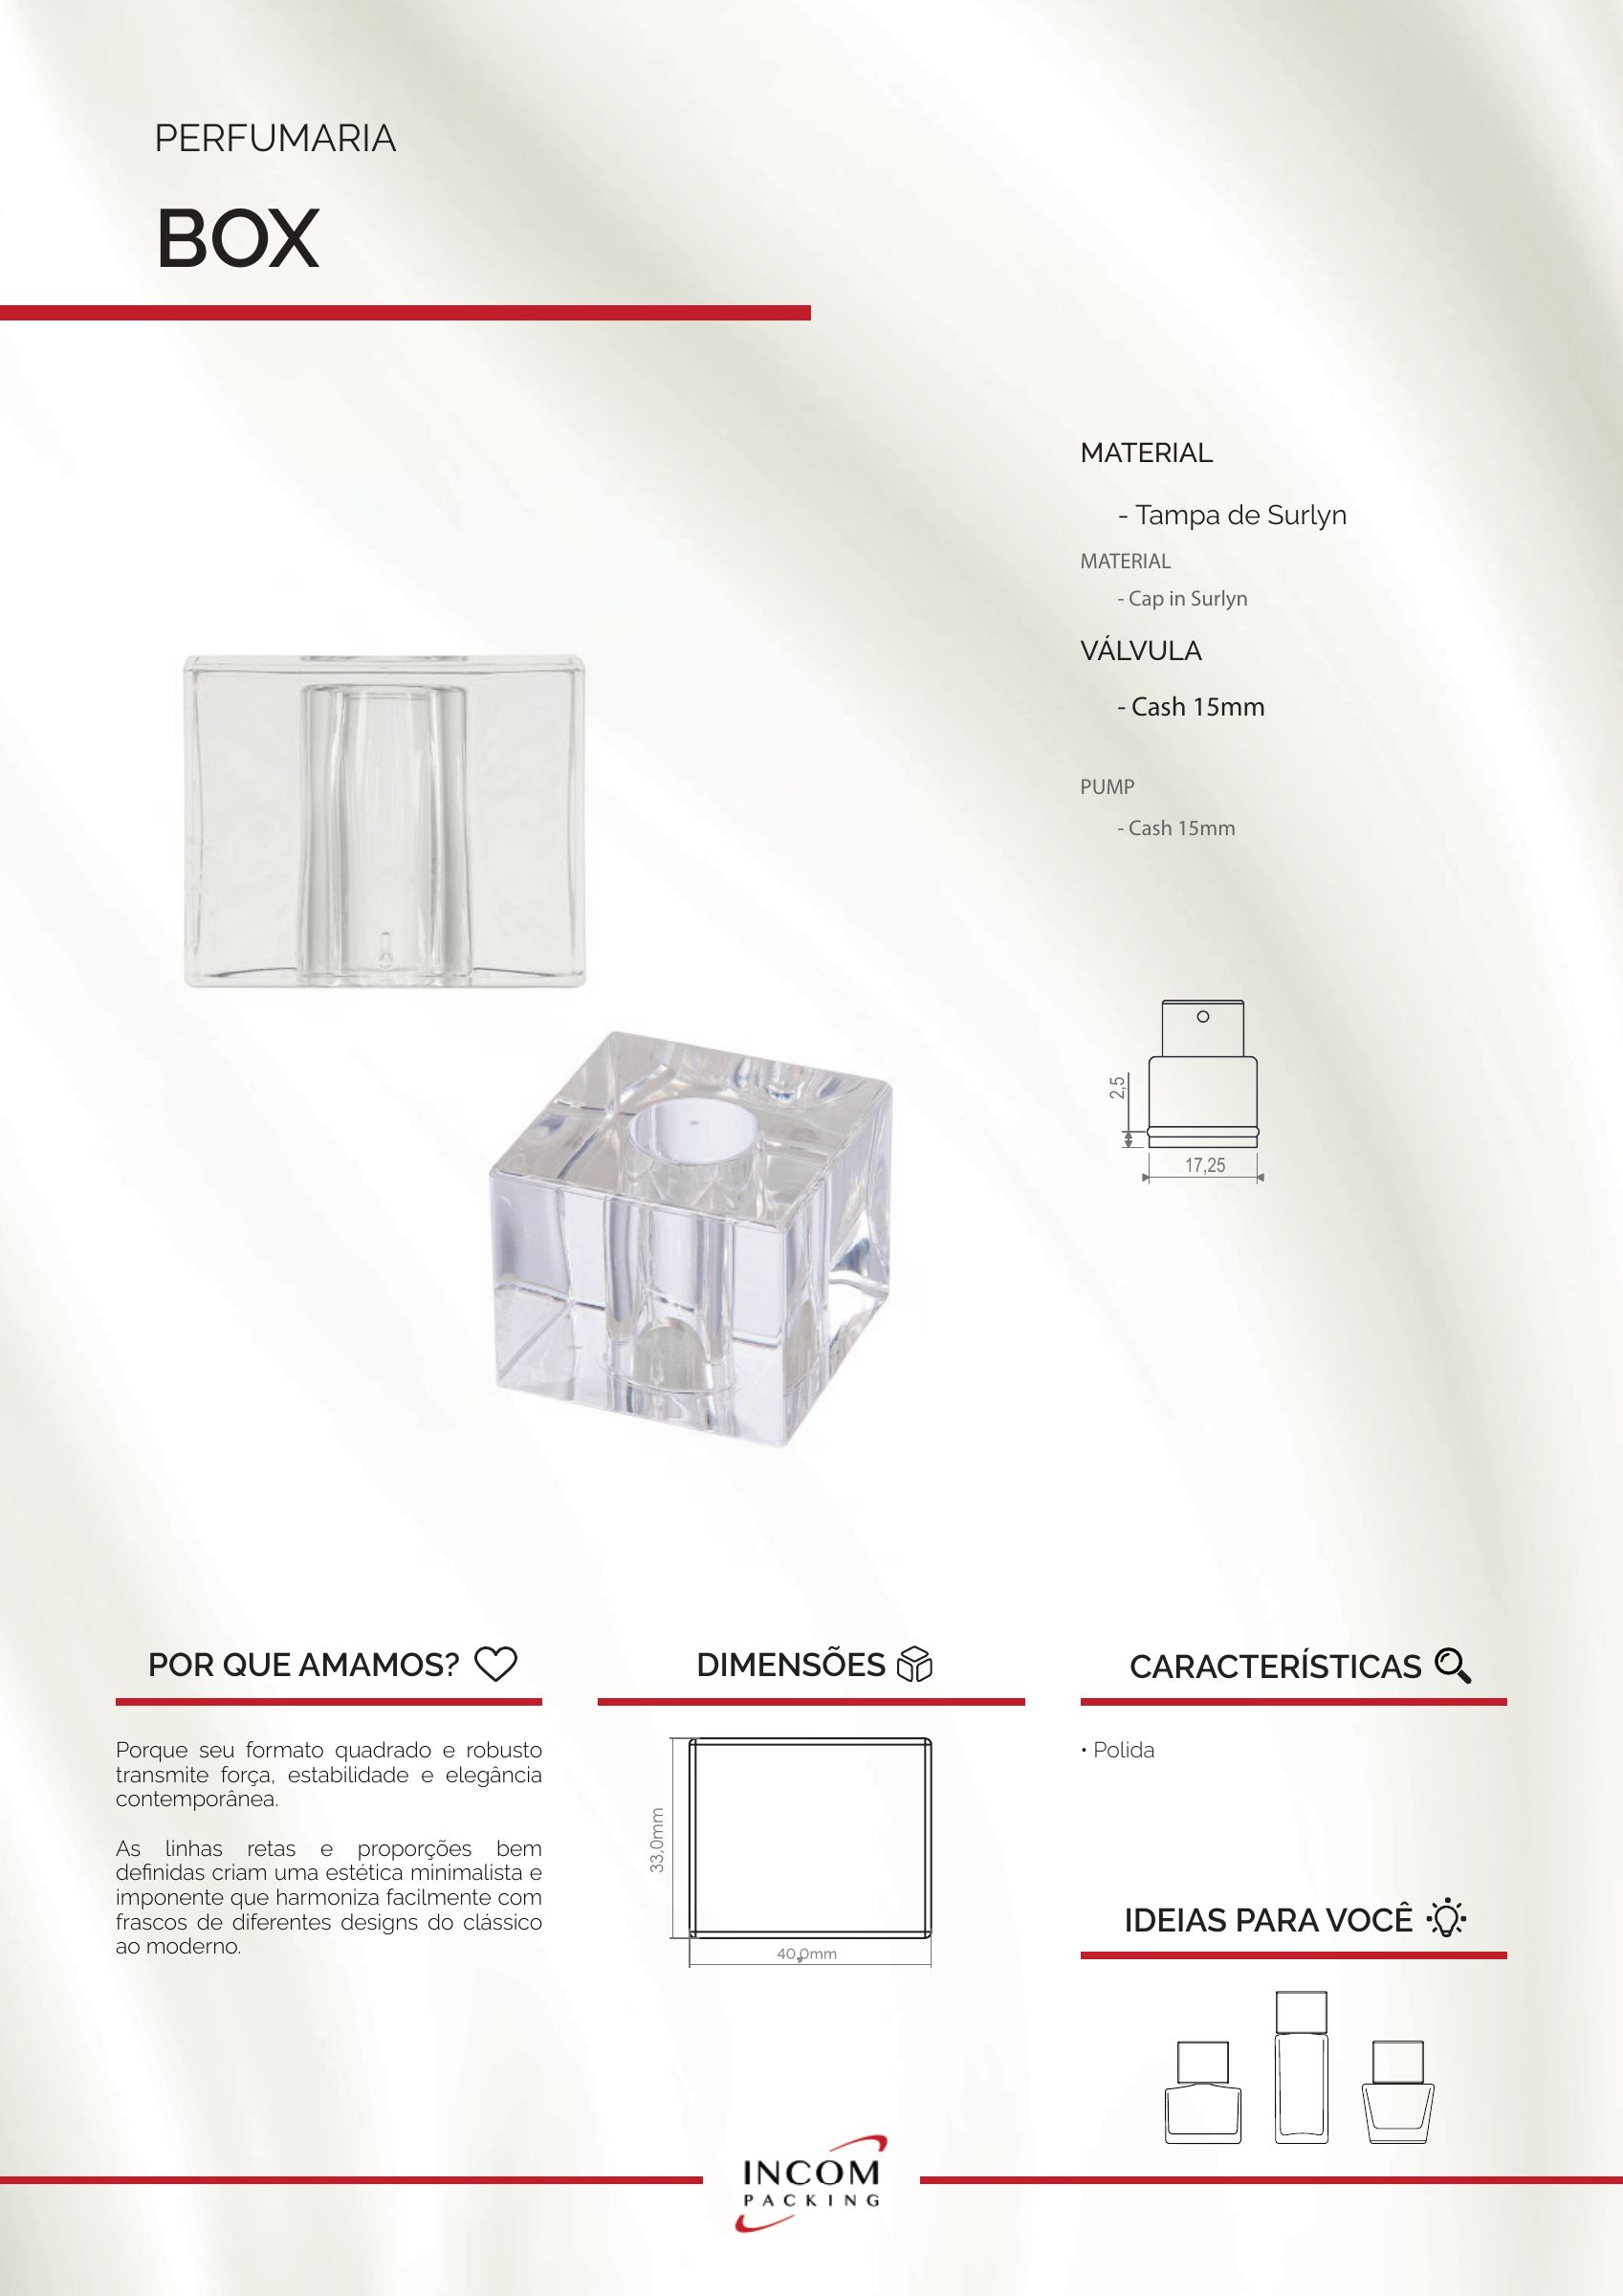 PERFUMARIA
BOX
MATERIAL
- Tampa de Surlyn
MATERIAL
- Cap in Surlyn
VÁLVULA
- Cash 15mm
PUMP
- Cash 15mm
2,5
17,25
POR QUE AMAMOS?
Porque seu formato quadrado e robusto
transmite força, estabilidade e elegância
contemporânea.
As linhas retas e proporções bem
definidas criam uma estética minimalista e
imponente que harmoniza facilmente com
frascos de diferentes designs do clássico
ao moderno.
DIMENSÕES
33,0mm
40,0mm
CARACTERÍSTICAS
• Polida
IDEIAS PARA VOCÊ
INCOM
PACKING